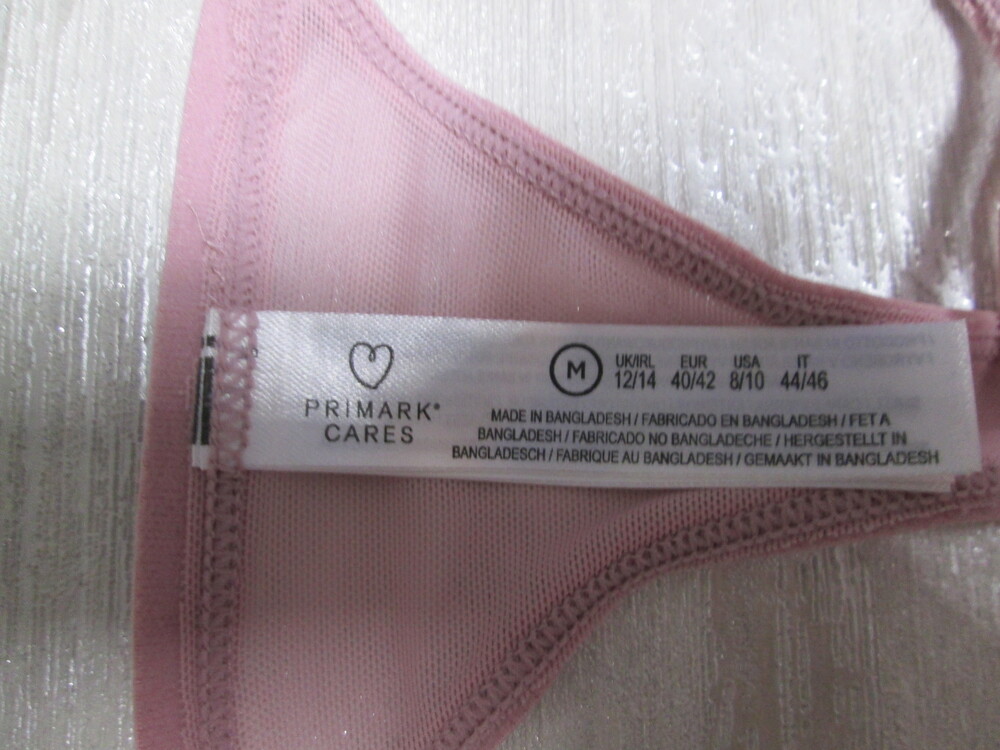 PRIMARK®
CARES
M
UK/IRL EUR USA IT
12/14 40/42 8/10 44/46
MADE IN BANGLADESH / FABRICADO EN BANGLADESH / FET A
BANGLADESH / FABRICADO NO BANGLADECHE / HERGESTELLT IN
BANGLADESCH / FABRIQUE AU BANGLADESH / GEMAAKT IN BANGLADESH